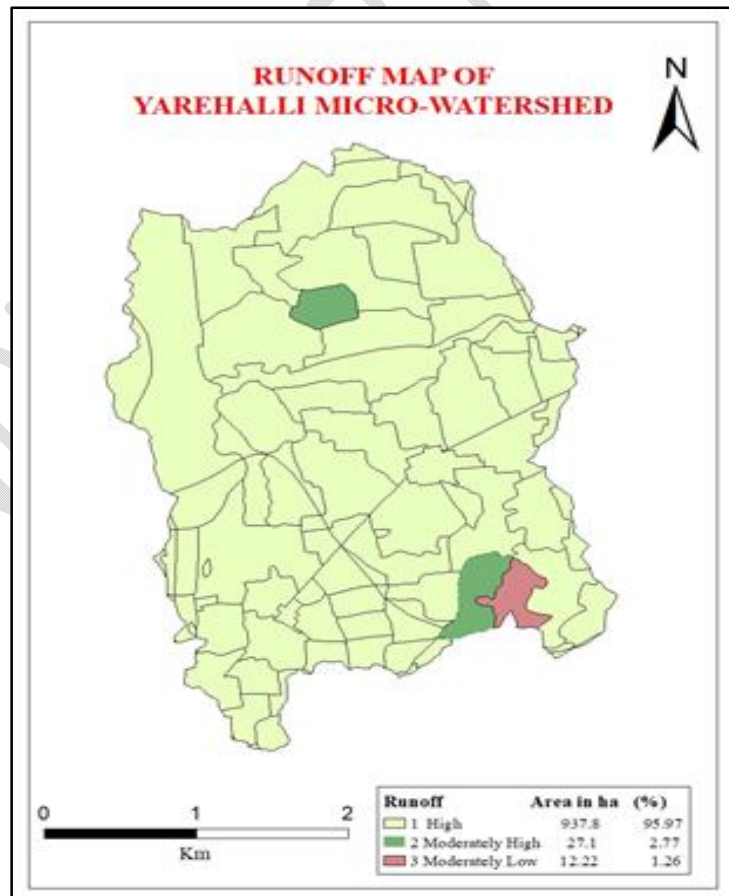 RUNOFF MAP OF
YAREHALLI MICRO-WATERSHED
N
0 1 2
Km
Runoff Area in ha (%)
1 High 937.8 95.97
2 Moderately High 27.1 2.77
3 Moderately Low 12.22 1.26